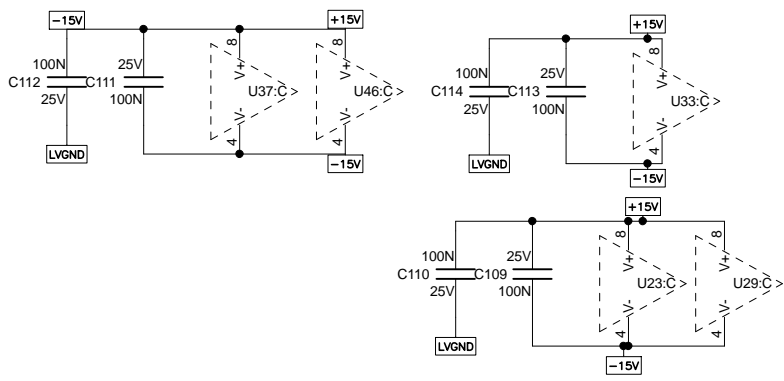 −15V
+15V
100N
C112
25V
25V
C111
100N
8
V+
U37:C
V-
4
8
V+
U46:C
V-
4
LVGND
−15V
+15V
100N
C114
25V
25V
C113
100N
8
V+
U33:C
V-
4
LVGND
−15V
+15V
100N
C110
25V
25V
C109
100N
8
V+
U23:C
V-
4
8
V+
U29:C
V-
4
LVGND
−15V